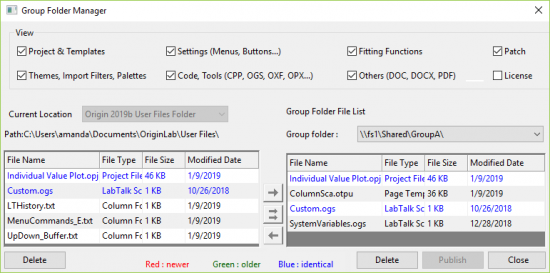 Group Folder Manager
View
Project & Templates
Settings (Menus, Buttons...)
Fitting Functions
Patch
Themes, Import Filters, Palettes
Code, Tools (CPP, OGS, OXF, OPX...)
Others (DOC, DOCX, PDF)
License
Current Location
Origin 2019b User Files Folder
Path:C:\Users\amanda\Documents\OriginLab\User Files\
File Name File Type File Size Modified Date
Individual Value Plot.opj Project File 46 KB 1/9/2019
Custom.ogs LabTalk Sc 1 KB 10/26/2018
LTHistory.txt Column Fo 1 KB 1/9/2019
MenuCommands_E.txt Column Fo 1 KB 1/9/2019
UpDown_Buffer.txt Column Fo 1 KB 1/9/2019
Group Folder File List
Group folder :
\\fs1\Shared\GroupA\
File Name File Type File Size Modified Date
Individual Value Plot.opj Project File 46 KB 1/9/2019
ColumnSca.otpu Page Temp 36 KB 1/9/2019
Custom.ogs LabTalk Sc 1 KB 10/26/2018
SystemVariables.ogs LabTalk Sc 1 KB 12/28/2018
Delete
Red : newer
Green : older
Blue : identical
Delete
Publish
Close